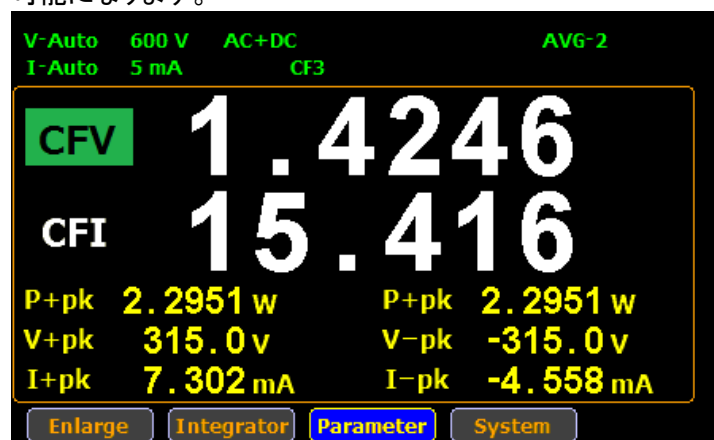 可能になります。
V-Auto 600 V AC+DC AVG-2
I-Auto 5 mA CF3
CFV 1.4246
CFI 15.416
P+pk 2.2951 W P+pk 2.2951 W
V+pk 315.0 V V-pk -315.0 V
I+pk 7.302 mA I-pk -4.558 mA
Enlarge Integrator Parameter System